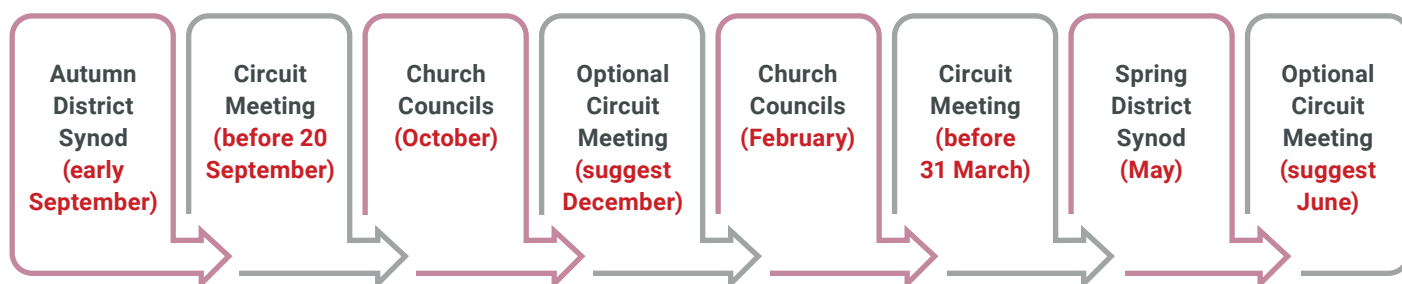 Autumn
District
Synod
(early
September)
Circuit
Meeting
(before 20
September)
Church
Councils
(October)
Optional
Circuit
Meeting
(suggest
December)
Church
Councils
(February)
Circuit
Meeting
(before
31 March)
Spring
District
Synod
(May)
Optional
Circuit
Meeting
(suggest
June)